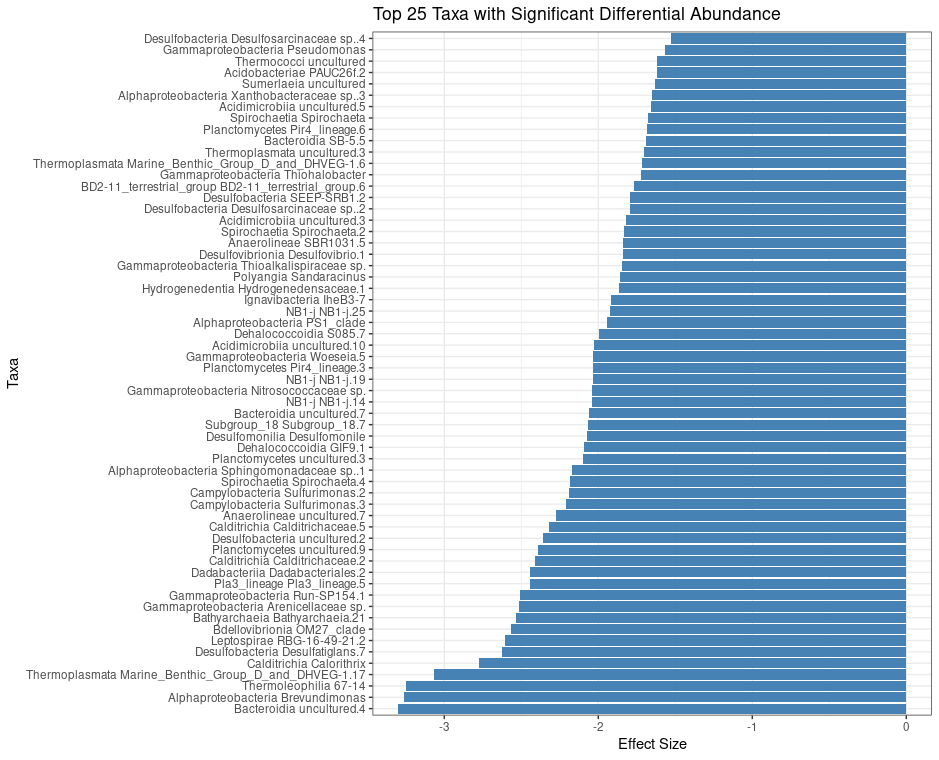 Top 25 Taxa with Significant Differential Abundance
Desulfobacteria Desulfosarcinaceae sp..4
Gammaproteobacteria Pseudomonas
Thermococci uncultured
Acidobacteriae PAUC26f.2
Sumerlaeia uncultured
Alphaproteobacteria Xanthobacteraceae sp..3
Acidimicrobiia uncultured.5
Spirochaetia Spirochaeta
Planctomycetes Pir4_lineage.6
Bacteroidia SB-5.5
Thermoplasmata uncultured.3
Thermoplasmata Marine_Benthic_Group_D_and_DHVEG-1.6
Gammaproteobacteria Thiohalobacter
BD2-11_terrestrial_group BD2-11_terrestrial_group.6
Desulfobacteria SEEP-SRB1.2
Desulfobacteria Desulfosarcinaceae sp..2
Acidimicrobiia uncultured.3
Spirochaetia Spirochaeta.2
Anaerolineae SBR1031.5
Desulfovibrionia Desulfovibrio.1
Gammaproteobacteria Thioalkalispiraceae sp.
Polyangia Sandaracinus
Hydrogenedentia Hydrogenedensaceae.1
Ignavibacteria IheB3-7
NB1-j NB1-j.25
Alphaproteobacteria PS1_clade
Dehalococcoidia S085.7
Acidimicrobiia uncultured.10
Gammaproteobacteria Woeseia.5
Planctomycetes Pir4_lineage.3
NB1-j NB1-j.19
Gammaproteobacteria Nitrosococcaceae sp.
NB1-j NB1-j.14
Bacteroidia uncultured.7
Subgroup_18 Subgroup_18.7
Desulfomonilia Desulfomonile
Dehalococcoidia GIF9.1
Planctomycetes uncultured.3
Alphaproteobacteria Sphingomonadaceae sp..1
Spirochaetia Spirochaeta.4
Campylobacteria Sulfurimonas.2
Campylobacteria Sulfurimonas.3
Anaerolineae uncultured.7
Calditrichia Calditrichaceae.5
Desulfobacteria uncultured.2
Planctomycetes uncultured.9
Calditrichia Calditrichaceae.2
Dadabacteriia Dadabacteriales.2
Pla3_lineage Pla3_lineage.5
Gammaproteobacteria Run-SP154.1
Gammaproteobacteria Arenicellaceae sp.
Bathyarchaeia Bathyarchaeia.21
Bdellovibrionia OM27_clade
Leptospirae RBG-16-49-21.2
Desulfobacteria Desulfatiglans.7
Calditrichia Calorithrix
Thermoplasmata Marine_Benthic_Group_D_and_DHVEG-1.17
Thermoleophilia 67-14
Alphaproteobacteria Brevundimonas
Bacteroidia uncultured.4
Taxa
-3 -2 -1 0
Effect Size